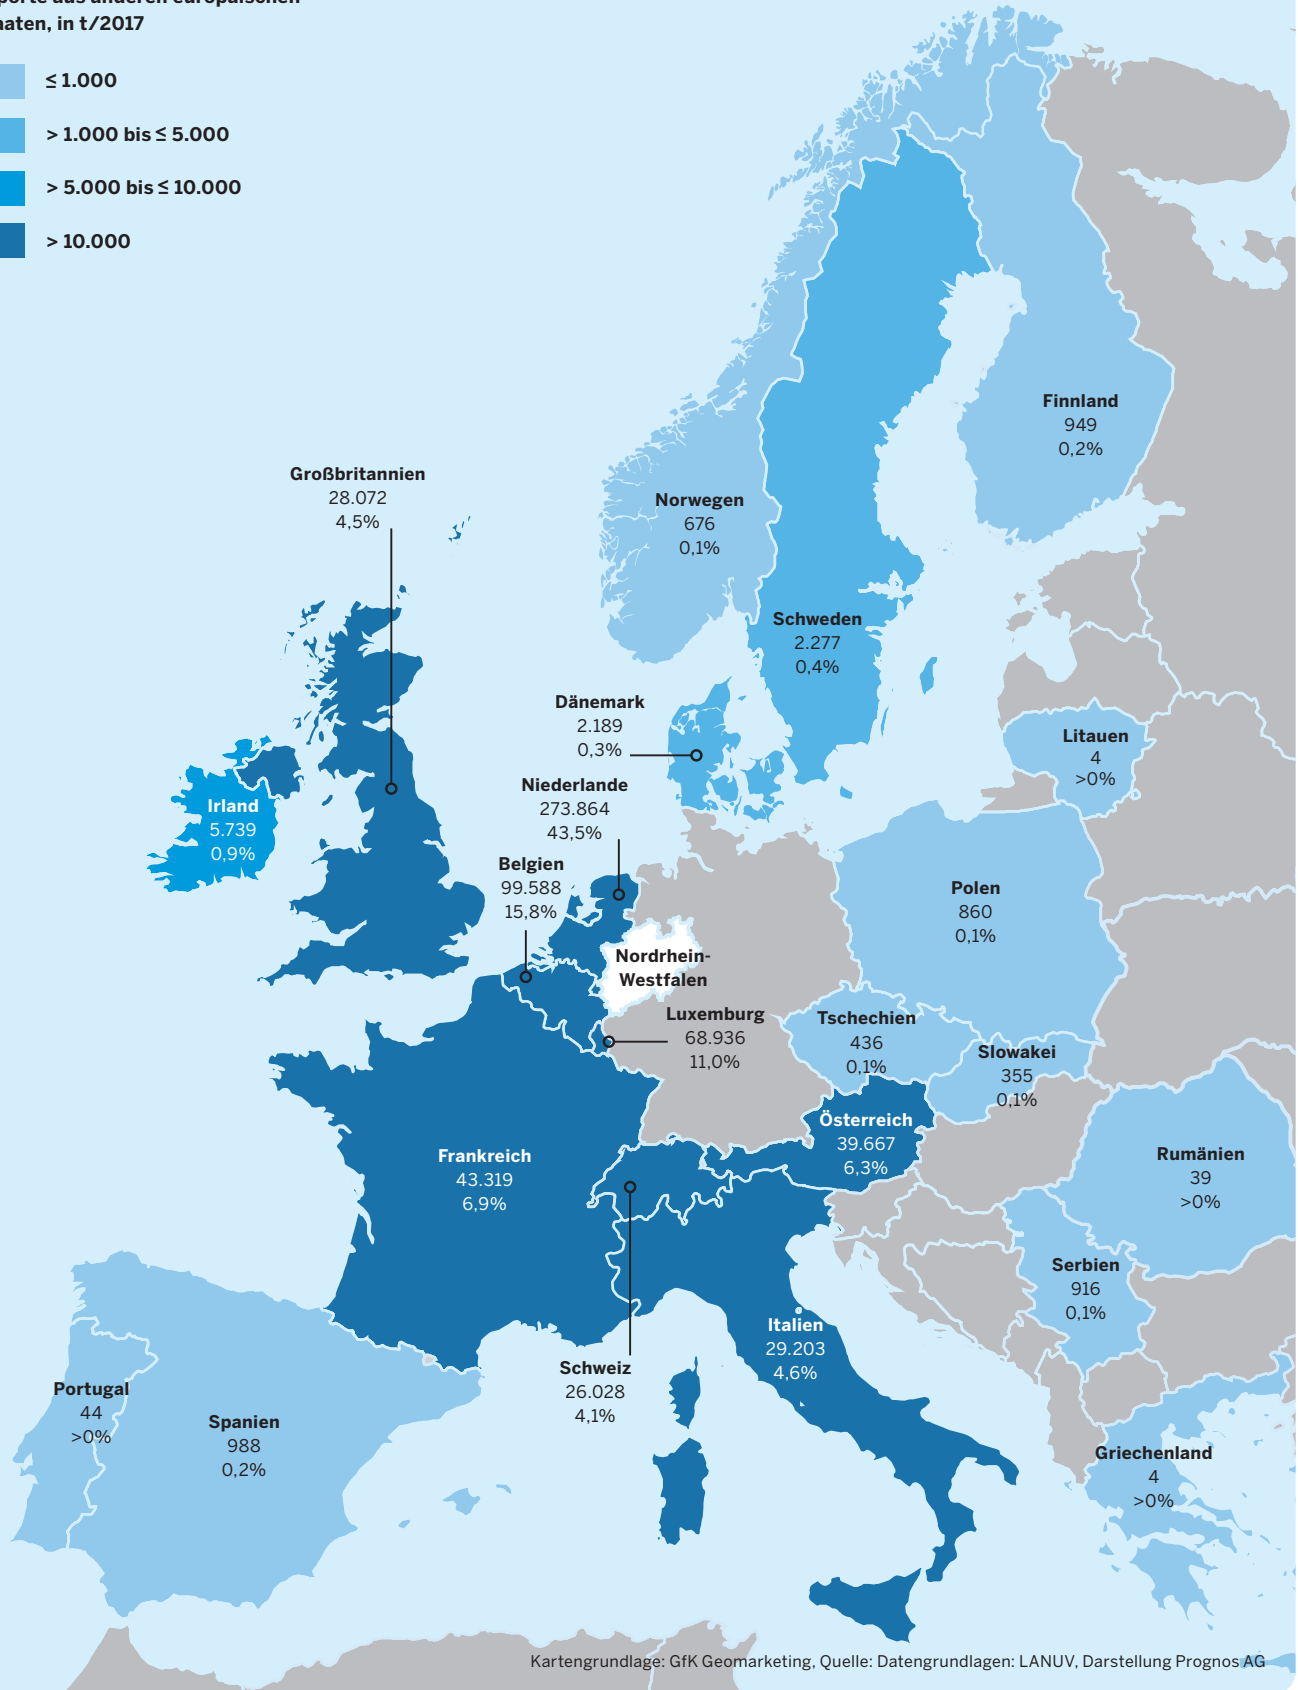 aus anderen europäischen
in t/2017
≤ 1.000
> 1.000 bis ≤ 5.000
> 5.000 bis ≤ 10.000
> 10.000
Finnland
949
0,2%
Großbritannien
28.072
4,5%
Norwegen
676
0,1%
Schweden
2.277
0,4%
Dänemark
2.189
0,3%
Litauen
4
>0%
Niederlande
273.864
43,5%
Irland
5.739
0,9%
Belgien
99.588
15,8%
Polen
860
0,1%
Nordrhein-
Westfalen
Luxemburg
68.936
11,0%
Tschechien
436
0,1%
Slowakei
355
0,1%
Österreich
39.667
6,3%
Frankreich
43.319
6,9%
Rumänien
39
>0%
Serbien
916
0,1%
Italien
29.203
4,6%
Schweiz
26.028
4,1%
Portugal
44
>0%
Spanien
988
0,2%
Griechenland
4
>0%
Kartengrundlage: GfK Geomarketing, Quelle: Datengrundlagen: LANUV, Darstellung Prognos AG